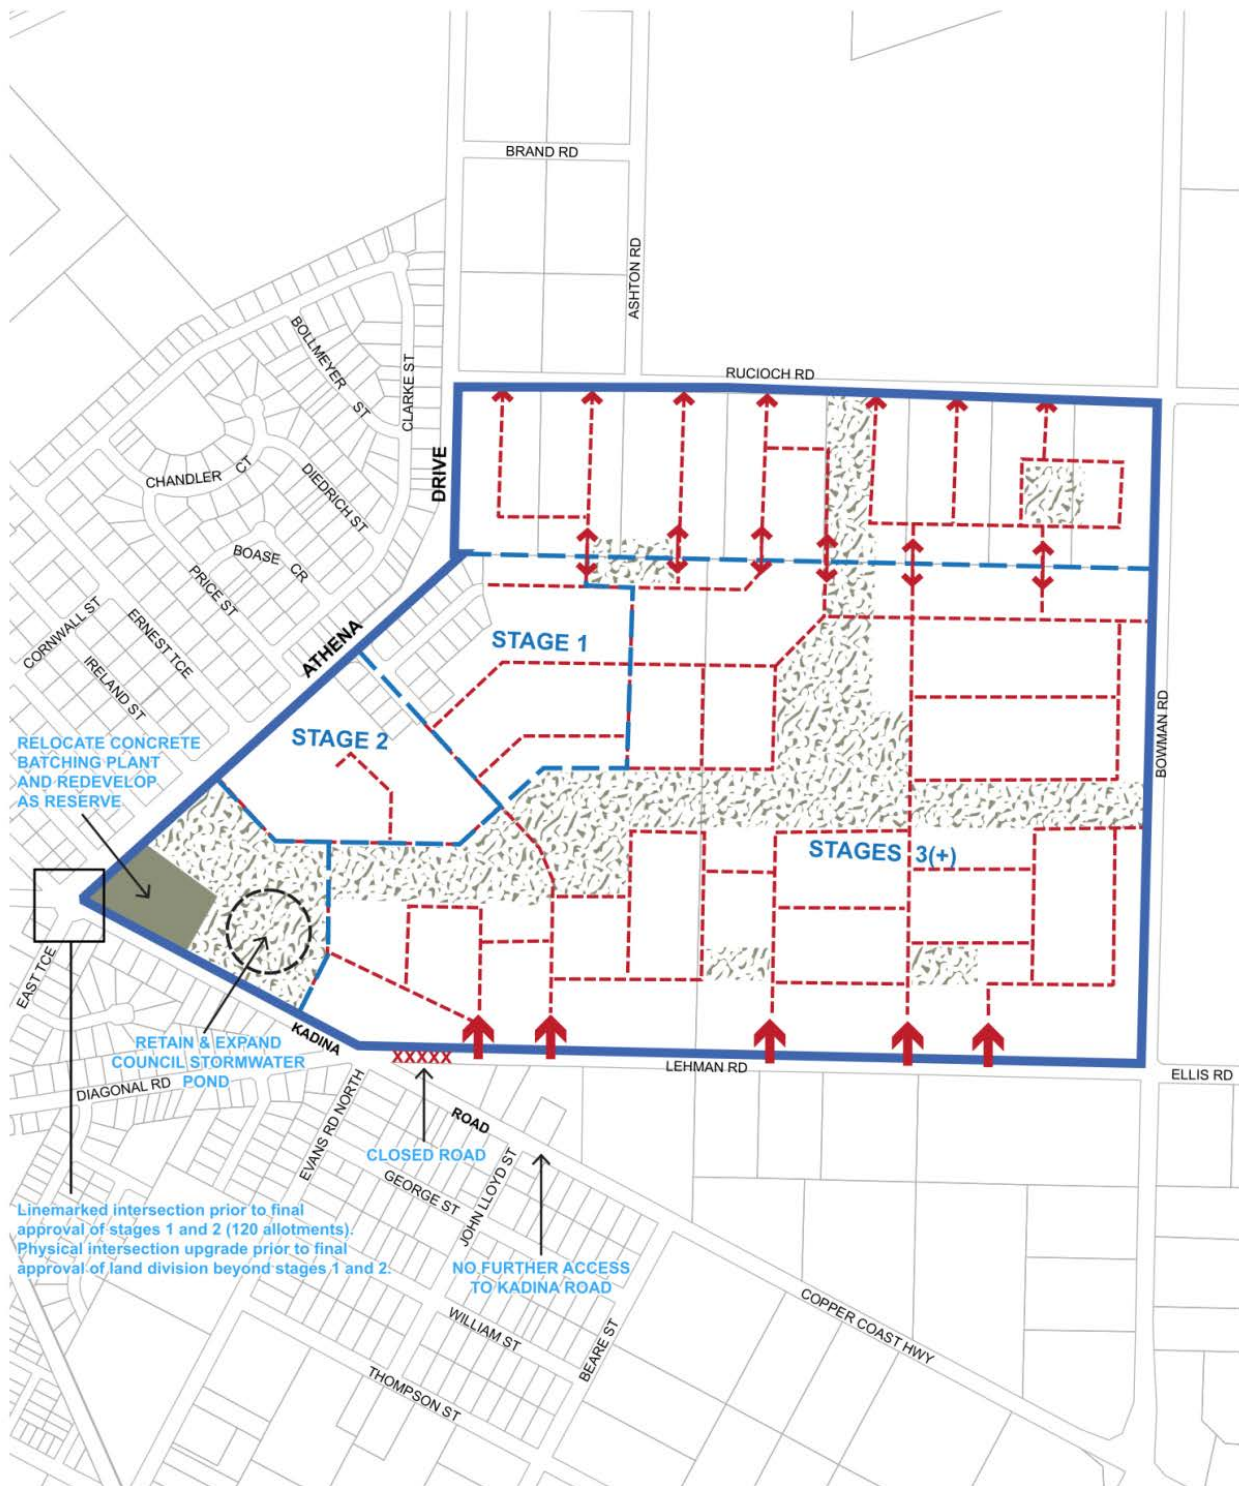 BRAND RD
ASHTON RD
RUCIOCH RD
BOLLMEYER ST
CLARKE ST
DRIVE
CHANDLER CT
DIEDRICH ST
BOASE CR
PRICE ST
CORNWALL ST
ERNEST TCE
IRELAND ST
ATHENA
STAGE 1
STAGE 2
BOWMAN RD
RELOCATE CONCRETE
BATCHING PLANT
AND REDEVELOP
AS RESERVE
STAGES 3(+)
EAST TCE
KADINA
RETAIN & EXPAND
COUNCIL STORMWATER
POND
XXXXX
LEHMAN RD
ELLIS RD
DIAGONAL RD
EVANS RD NORTH
ROAD
CLOSED ROAD
GEORGE ST
JOHN LLOYD ST
Linemarked intersection prior to final
approval of stages 1 and 2 (120 allotments).
Physical intersection upgrade prior to final
approval of land division beyond stages 1 and 2.
NO FURTHER ACCESS
TO KADINA ROAD
COPPER COAST HWY
WILLIAM ST
BEARE ST
THOMPSON ST